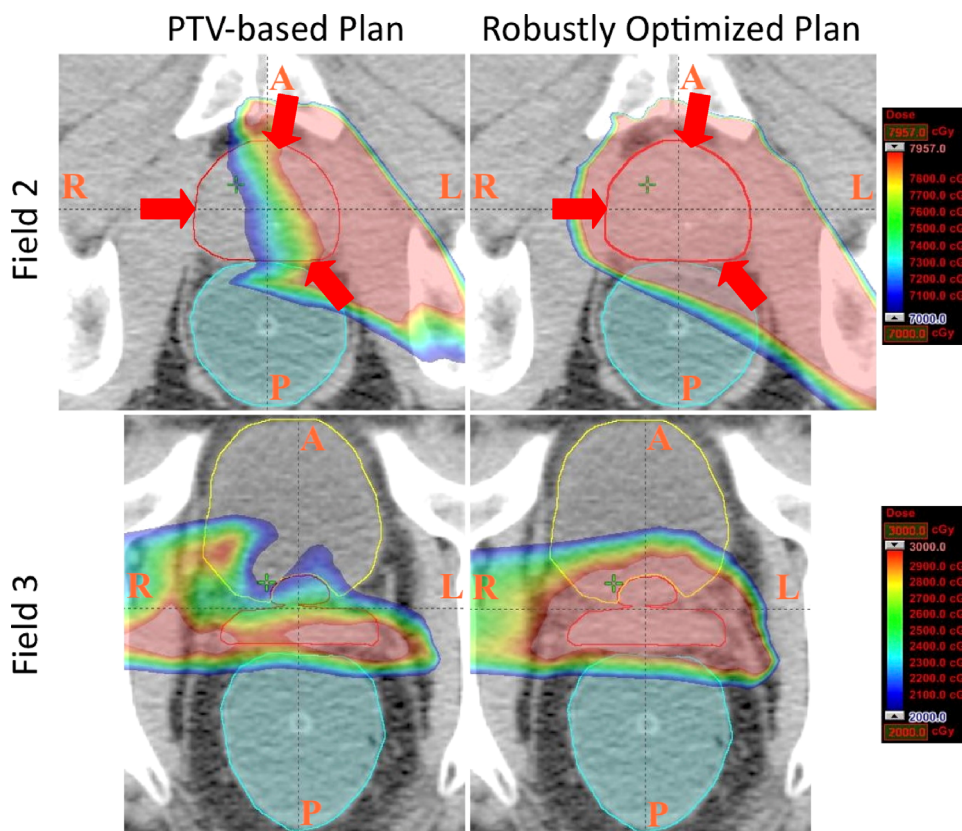 PTV-based Plan
Robustly Optimized Plan
Field 2
A
R
L
P
A
R
L
P
Dose
7957.0 cGy
7957.0
7800.0 cG
7700.0 cG
7600.0 cG
7500.0 cG
7400.0 cG
7300.0 cG
7200.0 cG
7100.0 cG
7000.0
7000.0 cGy
Field 3
A
R
L
P
A
R
L
P
Dose
3000.0 cGy
3000.0
2900.0 cG
2800.0 cG
2700.0 cG
2600.0 cG
2500.0 cG
2400.0 cG
2300.0 cG
2200.0 cG
2100.0 cG
2000.0
2000.0 cGy